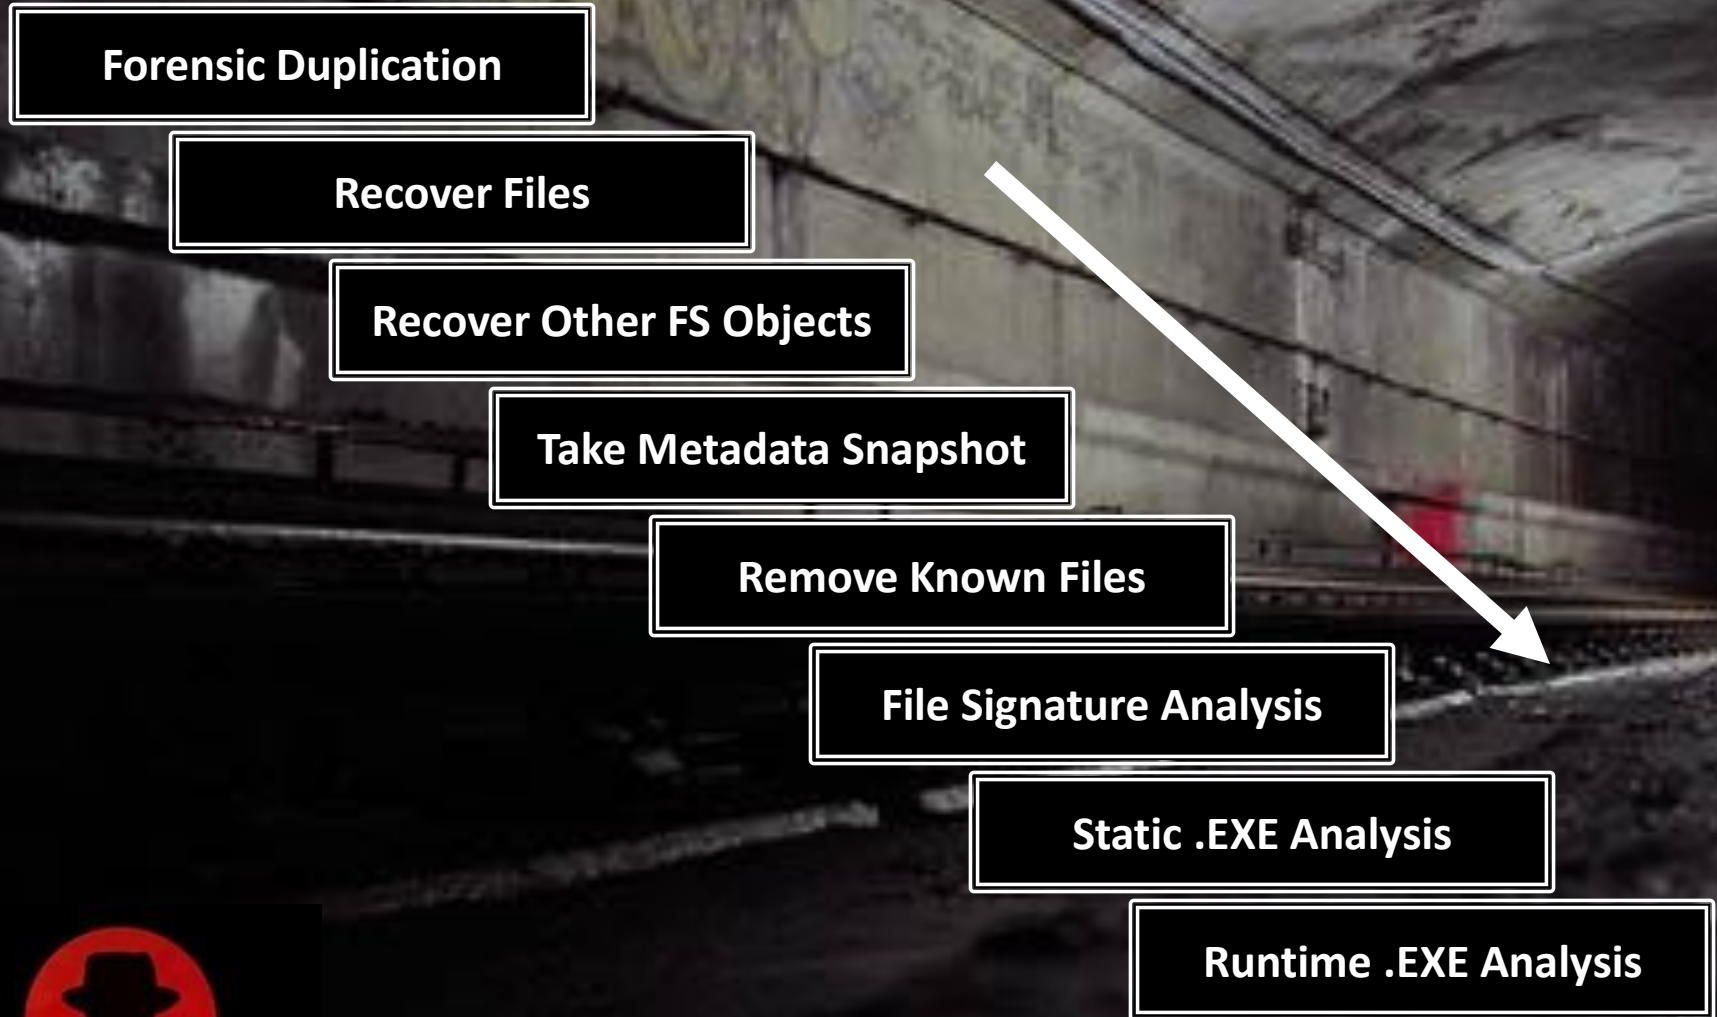 Forensic Duplication
Recover Files
Recover Other FS Objects
Take Metadata Snapshot
Remove Known Files
File Signature Analysis
Static .EXE Analysis
Runtime .EXE Analysis